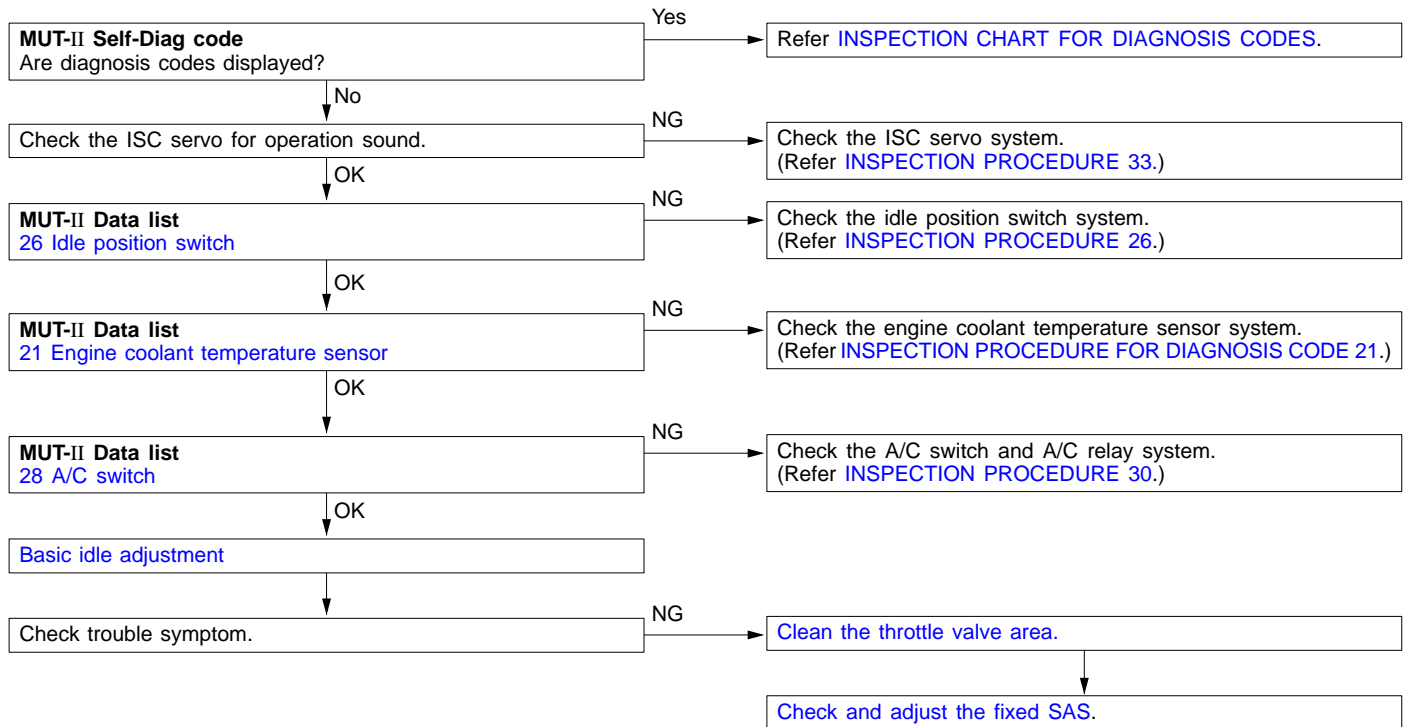 MUT-II Self-Diag code
Are diagnosis codes displayed?
Yes
Refer INSPECTION CHART FOR DIAGNOSIS CODES.
No
Check the ISC servo for operation sound.
NG
Check the ISC servo system.
(Refer INSPECTION PROCEDURE 33.)
OK
MUT-II Data list
26 Idle position switch
NG
Check the idle position switch system.
(Refer INSPECTION PROCEDURE 26.)
OK
MUT-II Data list
21 Engine coolant temperature sensor
NG
Check the engine coolant temperature sensor system.
(Refer INSPECTION PROCEDURE FOR DIAGNOSIS CODE 21.)
OK
MUT-II Data list
28 A/C switch
NG
Check the A/C switch and A/C relay system.
(Refer INSPECTION PROCEDURE 30.)
OK
Basic idle adjustment
Check trouble symptom.
NG
Clean the throttle valve area.
Check and adjust the fixed SAS.